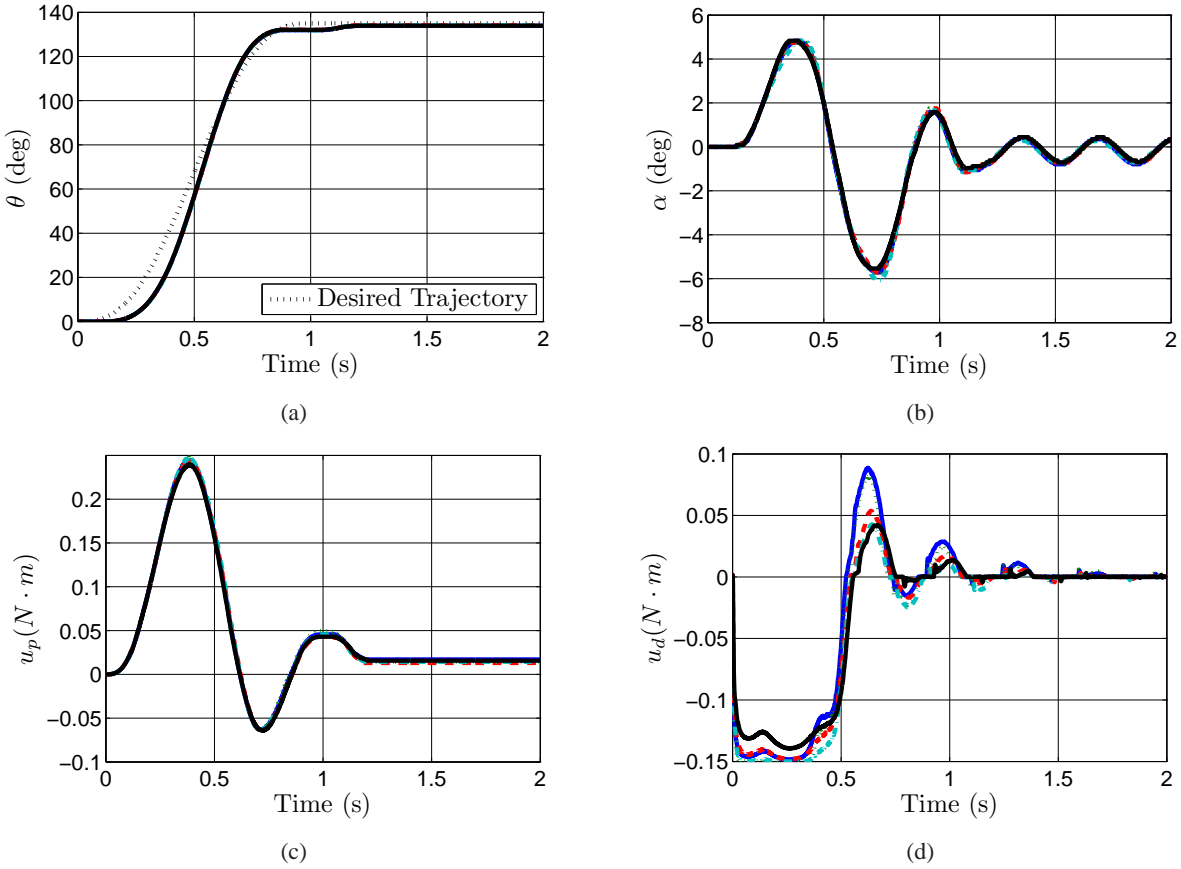 140
120
100
80
60
40
20
0
θ (deg)
Desired Trajectory
0 0.5 1 1.5 2
Time (s)
(a)
6
4
2
0
−2
−4
−6
−8
α (deg)
0 0.5 1 1.5 2
Time (s)
(b)
0.2
0.15
0.1
0.05
0
−0.05
−0.1
u_p(N · m)
0 0.5 1 1.5 2
Time (s)
(c)
0.1
0.05
0
−0.05
−0.1
−0.15
u_d(N · m)
0 0.5 1 1.5 2
Time (s)
(d)